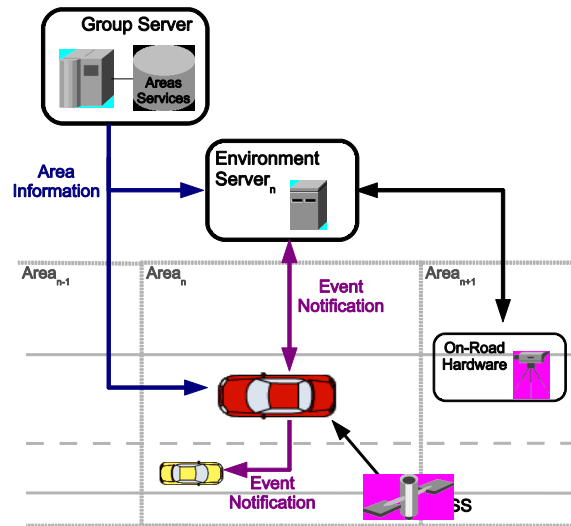 Group Server
Areas
Services
Area
Information
Environment
Server n
Area n-1
Area n
Area n+1
Event
Notification
On-Road
Hardware
Event
Notification
SS